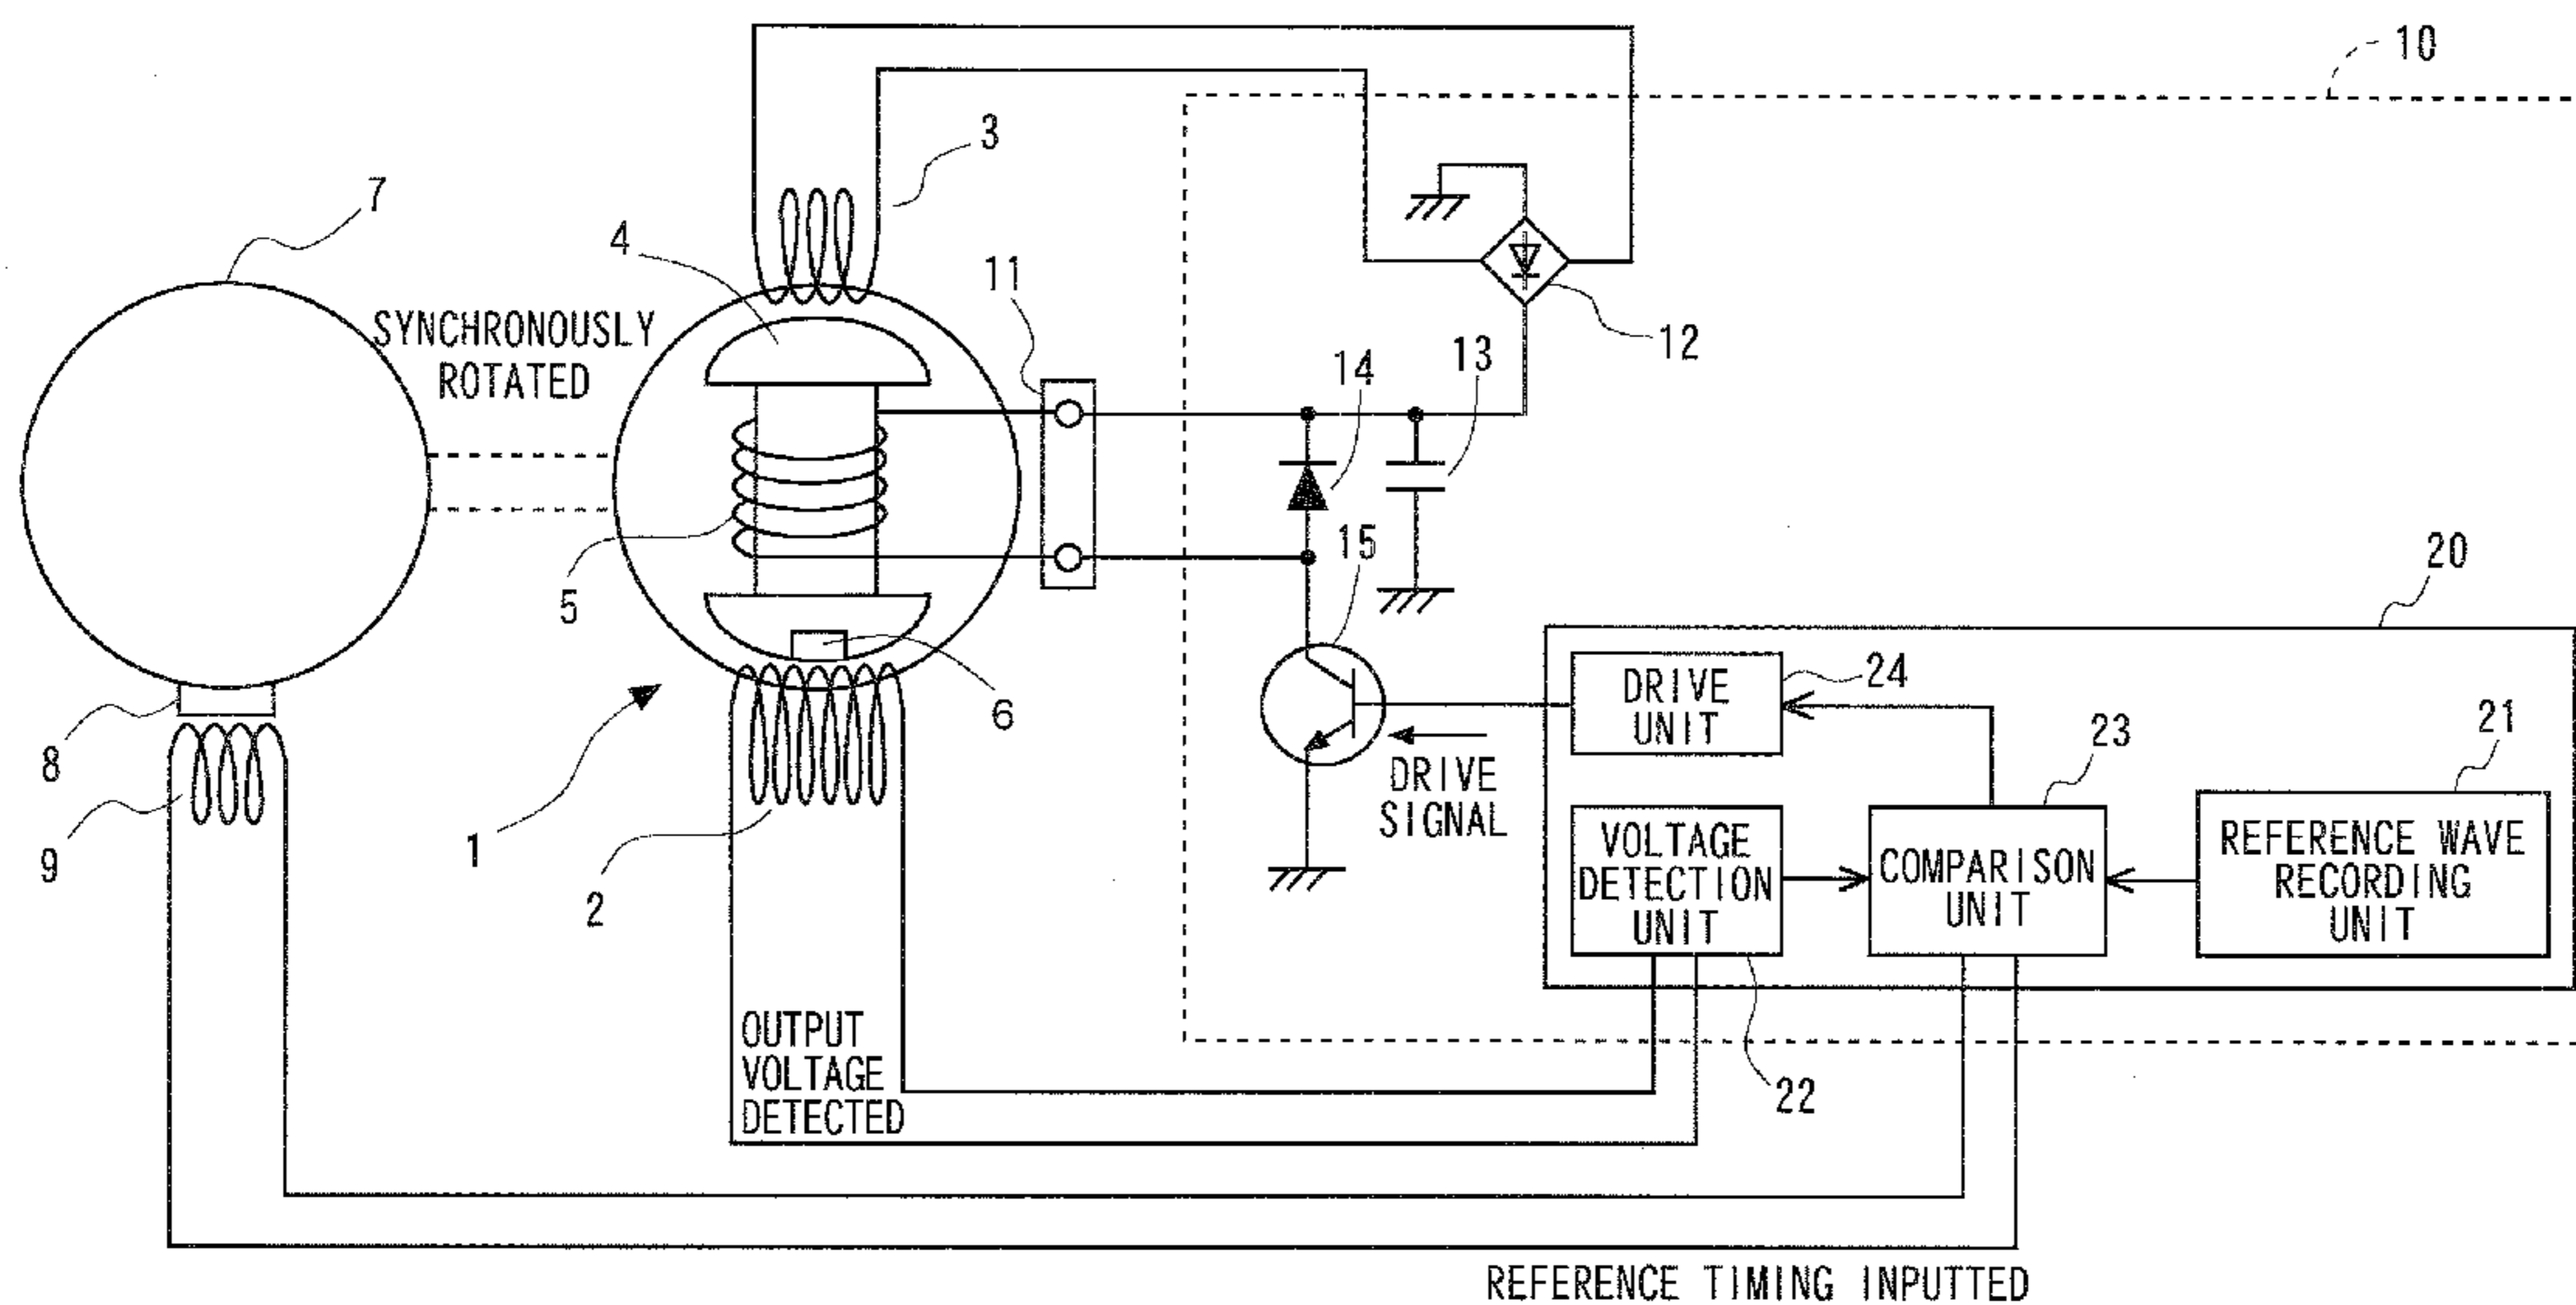 10
3
7
4
SYNCHRONOUSLY
ROTATED
11
12
14
13
5
15
20
6
8
9
1
2
DRIVE
UNIT
24
DRIVE
SIGNAL
23
21
VOLTAGE
DETECTION
UNIT
COMPARISON
UNIT
REFERENCE WAVE
RECORDING
UNIT
OUTPUT
VOLTAGE
DETECTED
22
REFERENCE TIMING INPUTTED